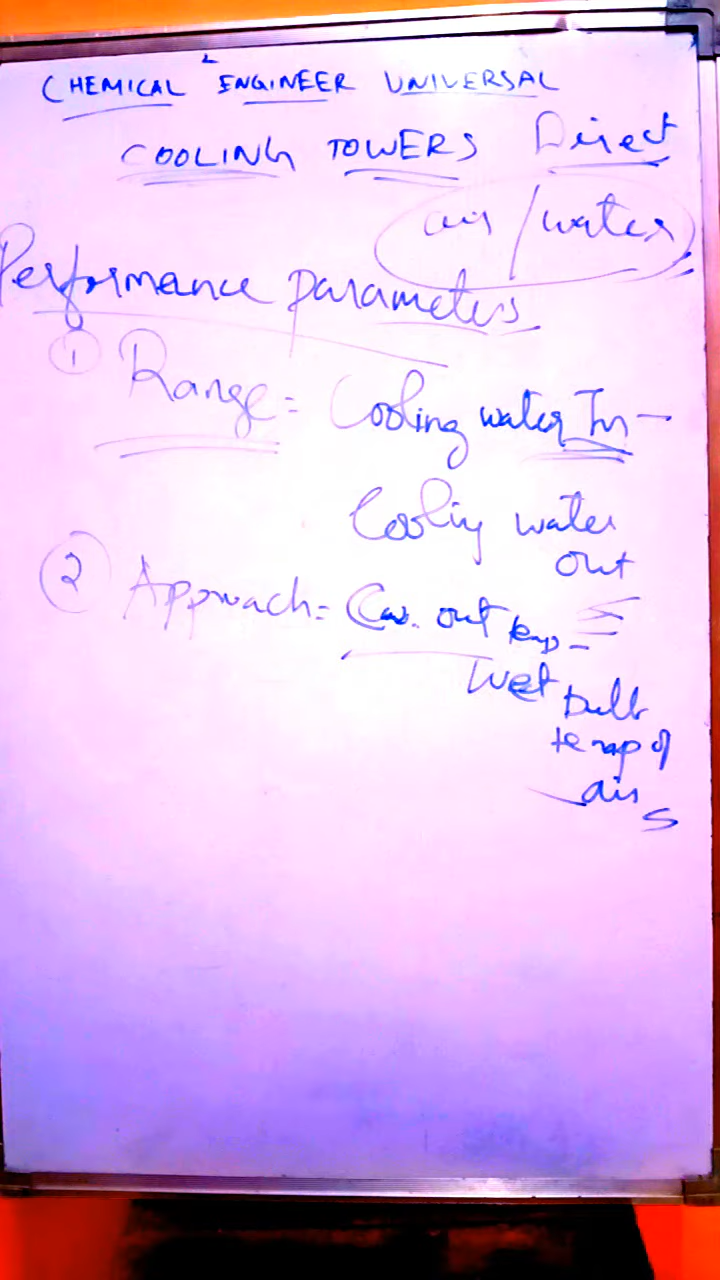 CHEMICAL ENGINEER UNIVERSAL
COOLING TOWERS Direct
air/water
Performance parameters
① Range = Cooling water In -
Cooling water
out
② Approach = Cw. out temp -
Wet bulb
temp of
air